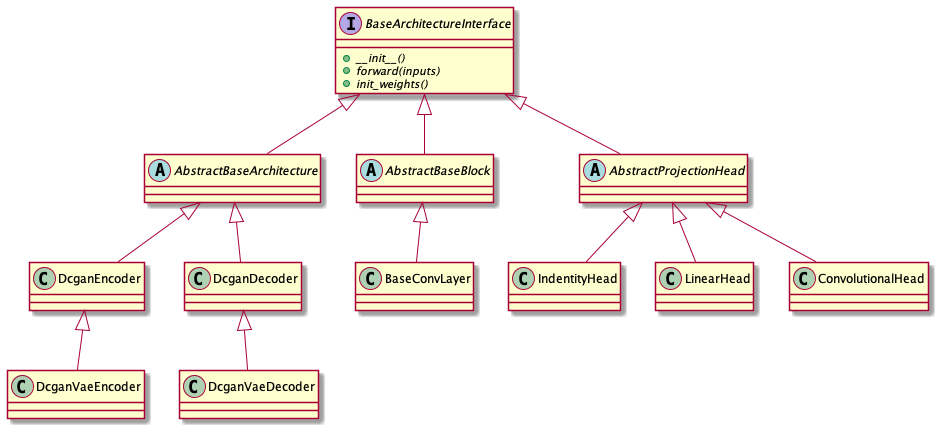 I BaseArchitectureInterface
__init__()
forward(inputs)
init_weights()
A AbstractBaseArchitecture
A AbstractBaseBlock
A AbstractProjectionHead
C DcganEncoder
C DcganDecoder
C BaseConvLayer
C IndentityHead
C LinearHead
C ConvolutionalHead
C DcganVaeEncoder
C DcganVaeDecoder